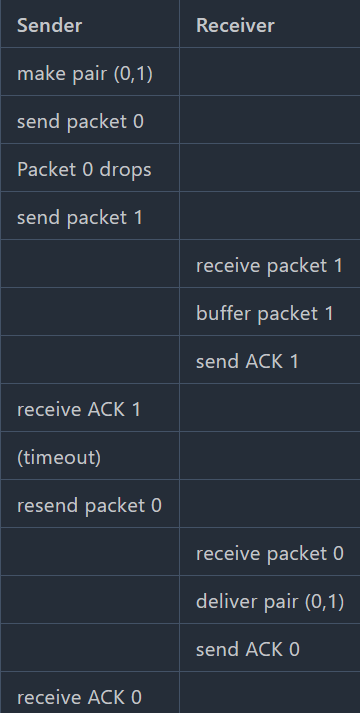 Sender Receiver
make pair (0,1)
send packet 0
Packet 0 drops
send packet 1
receive packet 1
buffer packet 1
send ACK 1
receive ACK 1
(timeout)
resend packet 0
receive packet 0
deliver pair (0,1)
send ACK 0
receive ACK 0